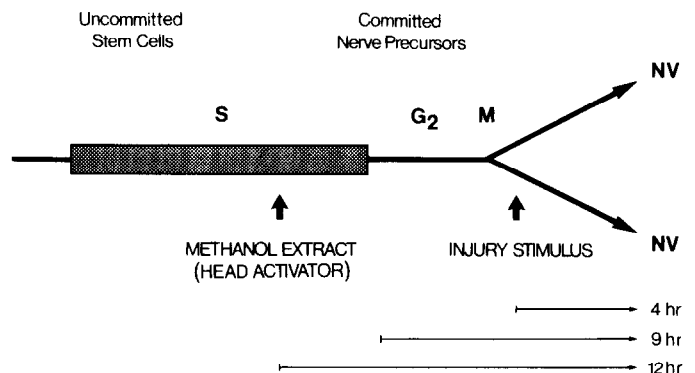 Uncommitted
Stem Cells
Committed
Nerve Precursors
S
G2
M
NV
NV
METHANOL EXTRACT
(HEAD ACTIVATOR)
INJURY STIMULUS
4 hr
9 hr
12 hr